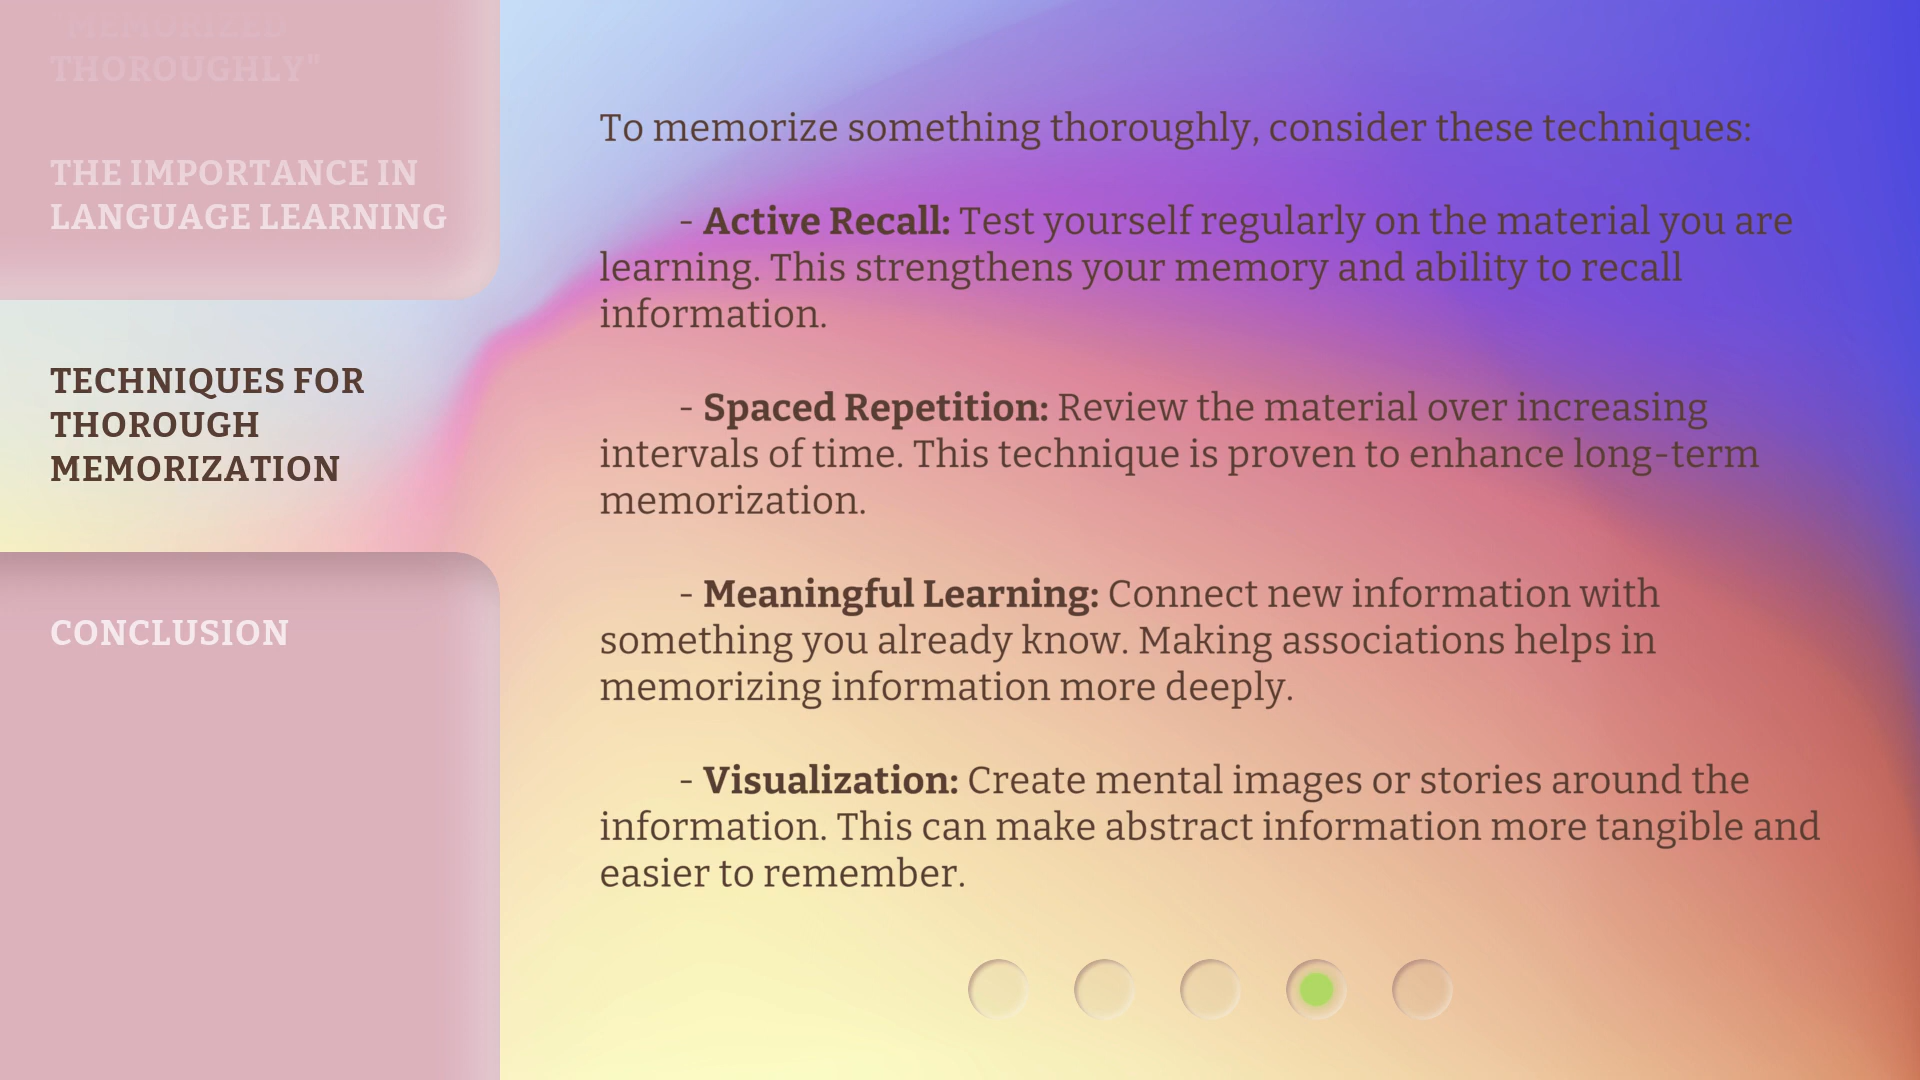 "MEMORIZED
THOROUGHLY"
THE IMPORTANCE IN
LANGUAGE LEARNING
TECHNIQUES FOR
THOROUGH
MEMORIZATION
CONCLUSION
To memorize something thoroughly, consider these techniques:
- Active Recall: Test yourself regularly on the material you are
learning. This strengthens your memory and ability to recall
information.
- Spaced Repetition: Review the material over increasing
intervals of time. This technique is proven to enhance long-term
memorization.
- Meaningful Learning: Connect new information with
something you already know. Making associations helps in
memorizing information more deeply.
- Visualization: Create mental images or stories around the
information. This can make abstract information more tangible and
easier to remember.